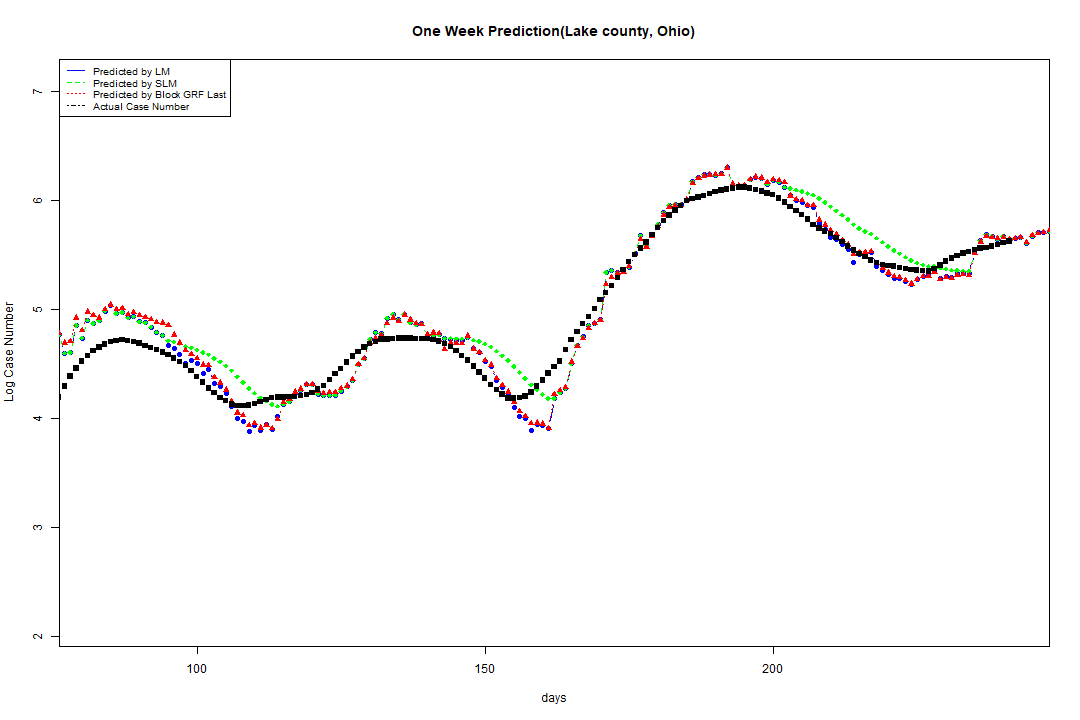 One Week Prediction(Lake county, Ohio)
Predicted by LM
Predicted by SLM
Predicted by Block GRF Last
Actual Case Number
7
6
5
4
3
2
Log Case Number
100 150 200
days